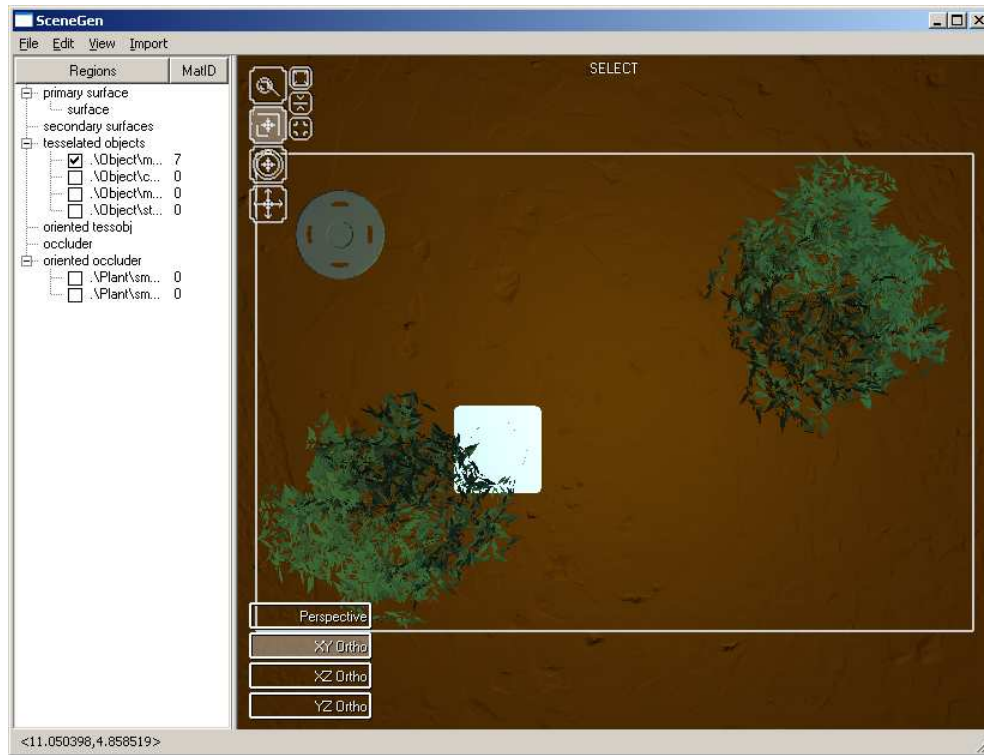 SceneGen
File Edit View Import
Regions MatID
SELECT
primary surface
surface
secondary surfaces
tesselated objects
.\Object\m... 7
.\Object\c... 0
.\Object\m... 0
.\Object\st... 0
oriented tessobj
occluder
oriented occluder
.\Plant\sm... 0
.\Plant\sm... 0
Perspective
XY Ortho
XZ Ortho
YZ Ortho
<11.050398,4.858519>